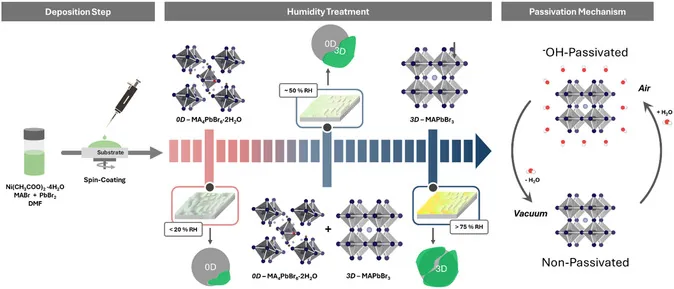 Deposition Step
Humidity Treatment
Passivation Mechanism
Substrate
Spin-Coating
Ni(CH₃COO)₂·4H₂O
MABr + PbBr₂
DMF
0D – MA₄PbBr₆·2H₂O
< 20 % RH
0D
0D
3D
~ 50 % RH
0D – MA₄PbBr₆·2H₂O
+
3D – MAPbBr₃
3D – MAPbBr₃
> 75 % RH
3D
⁻OH-Passivated
Air
+ H₂O
- H₂O
Vacuum
Non-Passivated